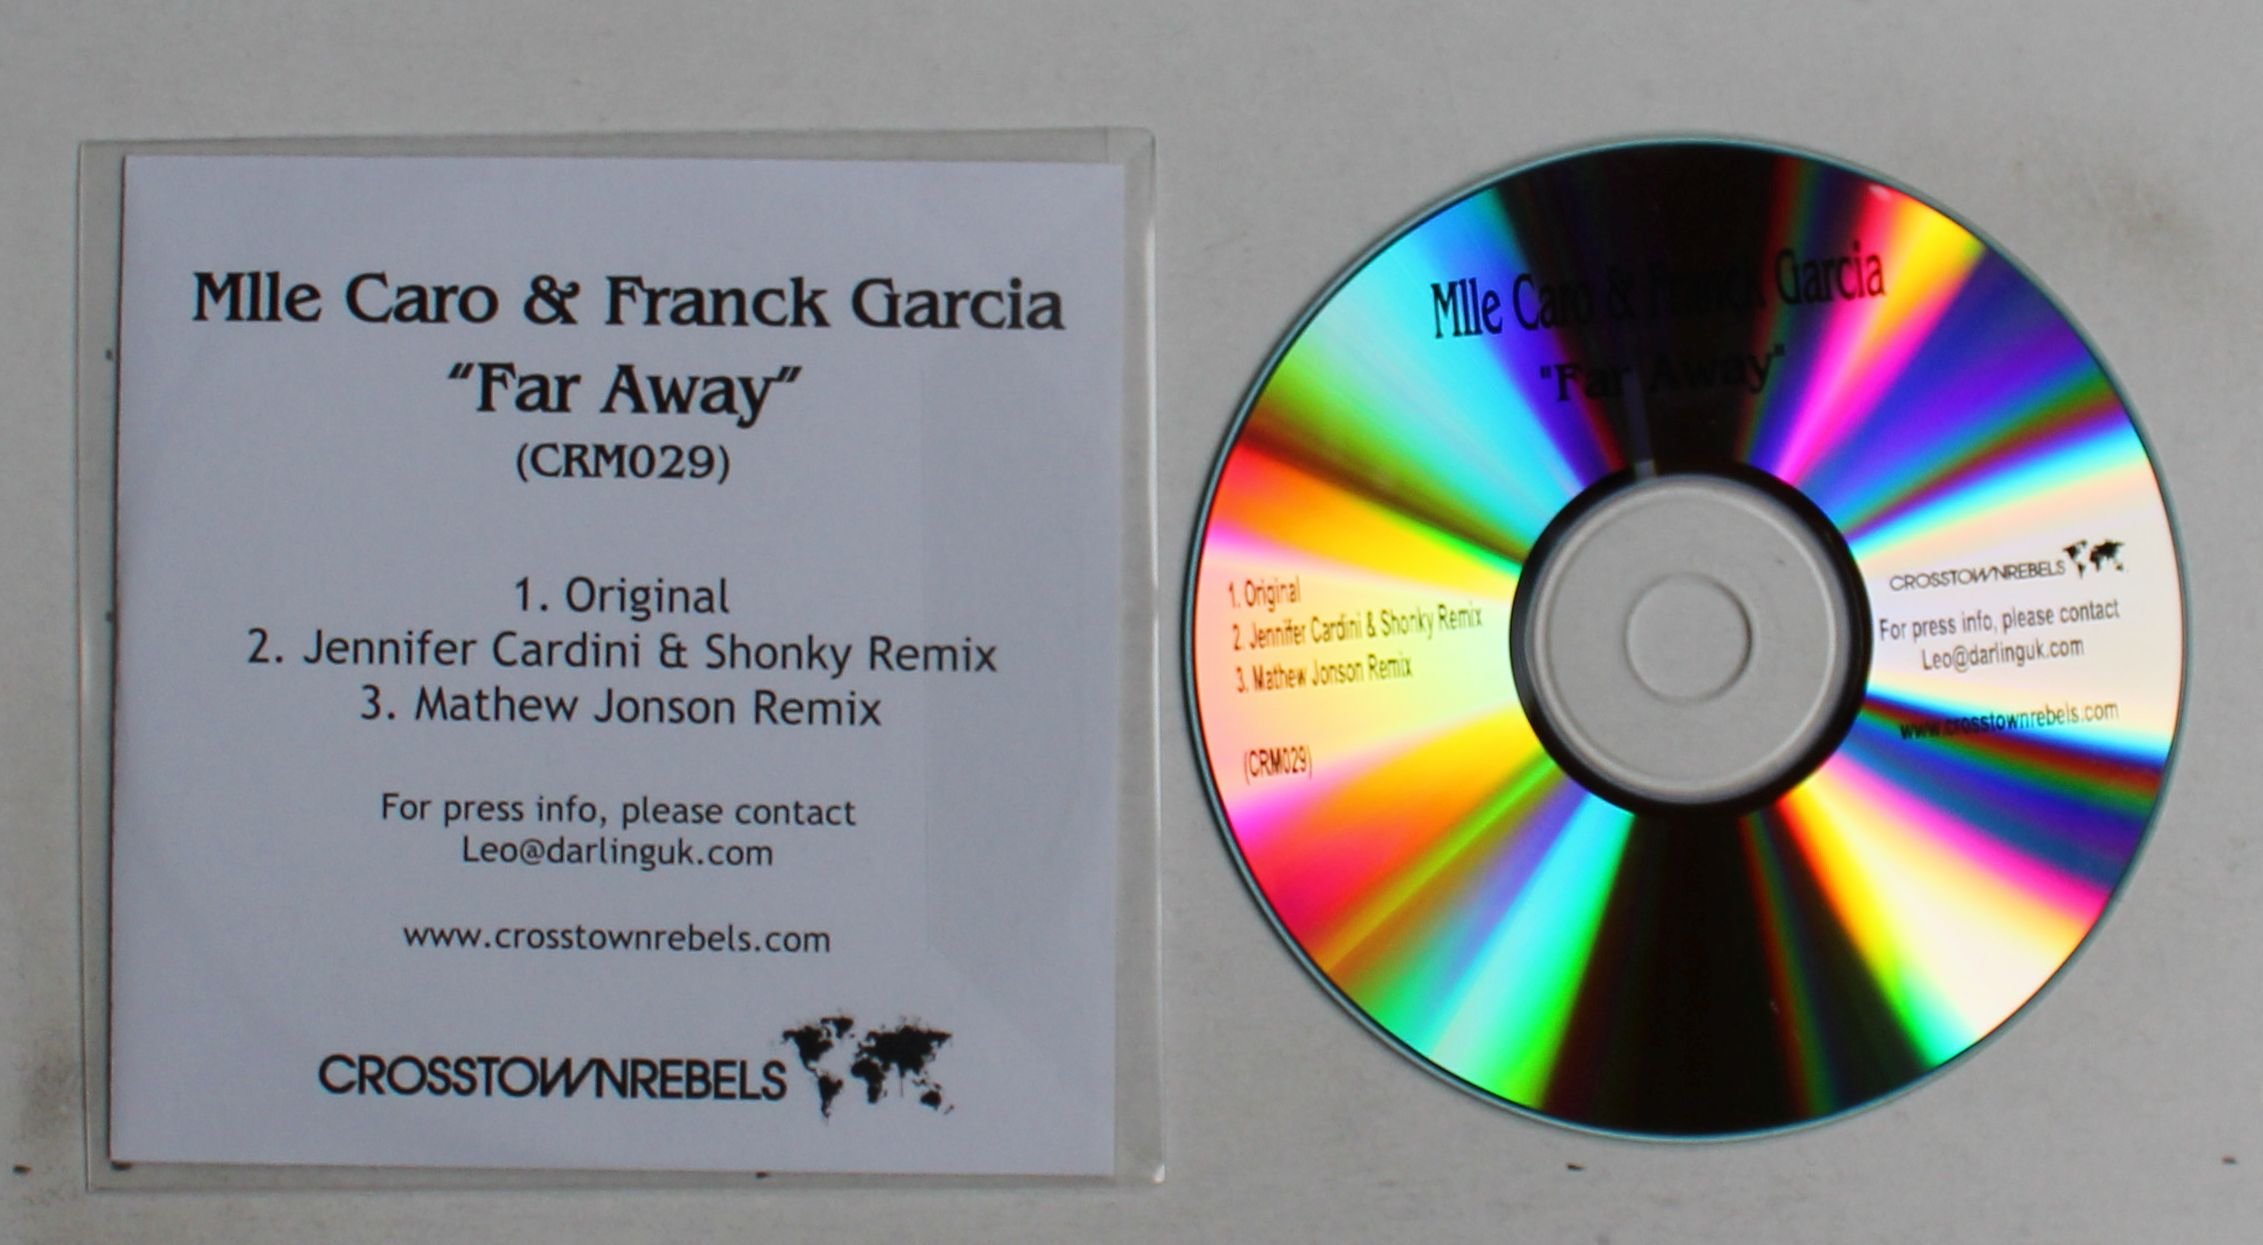 Mlle Caro & Franck Garcia
“Far Away”
(CRM029)
1. Original
2. Jennifer Cardini & Shonky Remix
3. Mathew Jonson Remix
For press info, please contact
Leo@darlinguk.com
www.crosstownrebels.com
CROSSTOWNREBELS
Mlle Caro & Franck Garcia
"Far Away"
1. Original
2. Jennifer Cardini & Shonky Remix
3. Mathew Jonson Remix
(CRM029)
CROSSTOWNREBELS
For press info, please contact
Leo@darlinguk.com
www.crosstownrebels.com